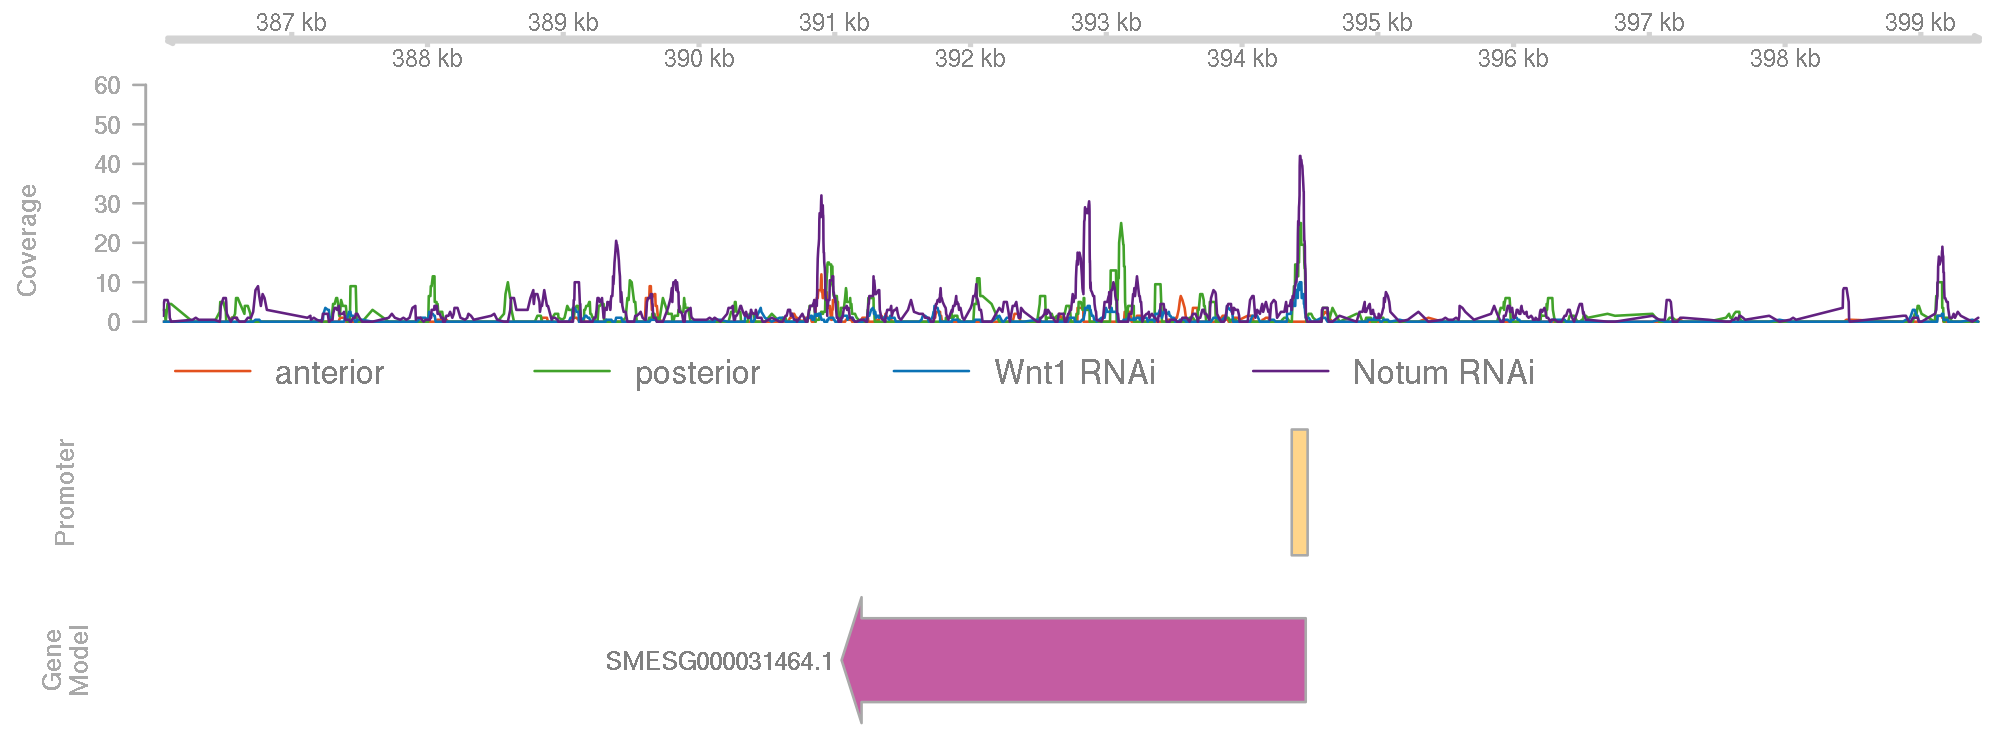 387 kb 389 kb 391 kb 393 kb 395 kb 397 kb 399 kb
388 kb 390 kb 392 kb 394 kb 396 kb 398 kb
60
50
40
30
20
10
0
Coverage
anterior posterior Wnt1 RNAi Notum RNAi
Promoter
Gene
Model
SMESG000031464.1